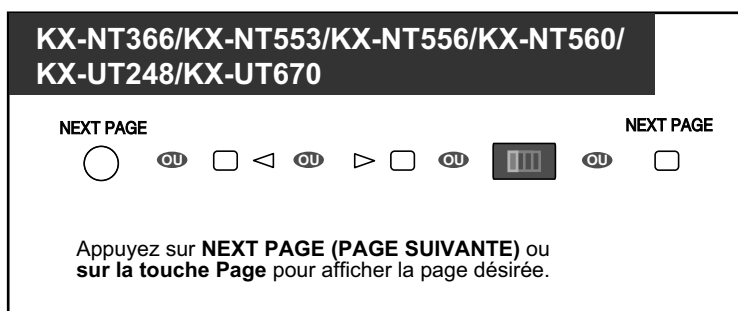 KX-NT366/KX-NT553/KX-NT556/KX-NT560/
KX-UT248/KX-UT670
NEXT PAGE NEXT PAGE
OU OU OU OU
Appuyez sur NEXT PAGE (PAGE SUIVANTE) ou
sur la touche Page pour afficher la page désirée.